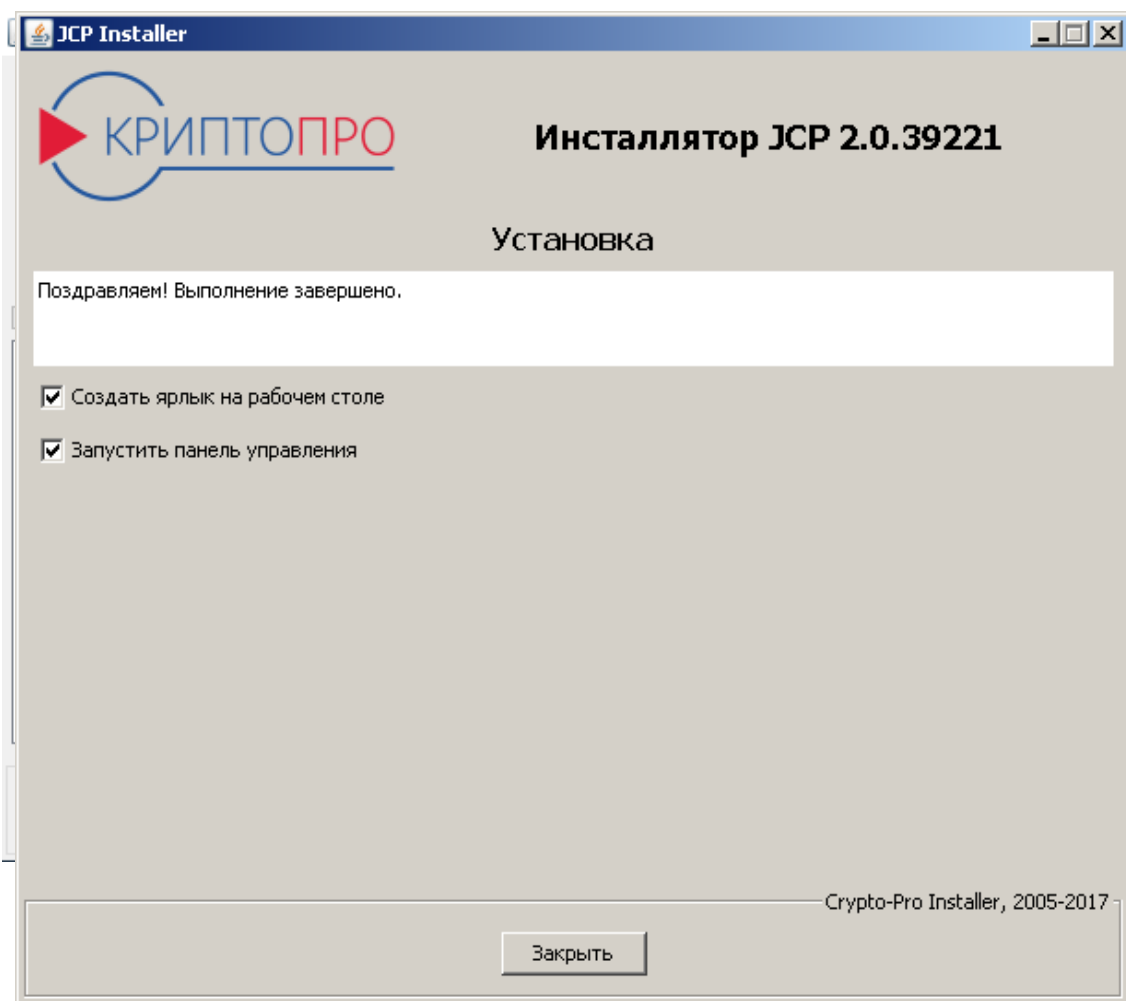 JCP Installer
КРИПТОПРО
Инсталлятор JCP 2.0.39221
Установка
Поздравляем! Выполнение завершено.
Создать ярлык на рабочем столе
Запустить панель управления
Crypto-Pro Installer, 2005-2017
Закрыть